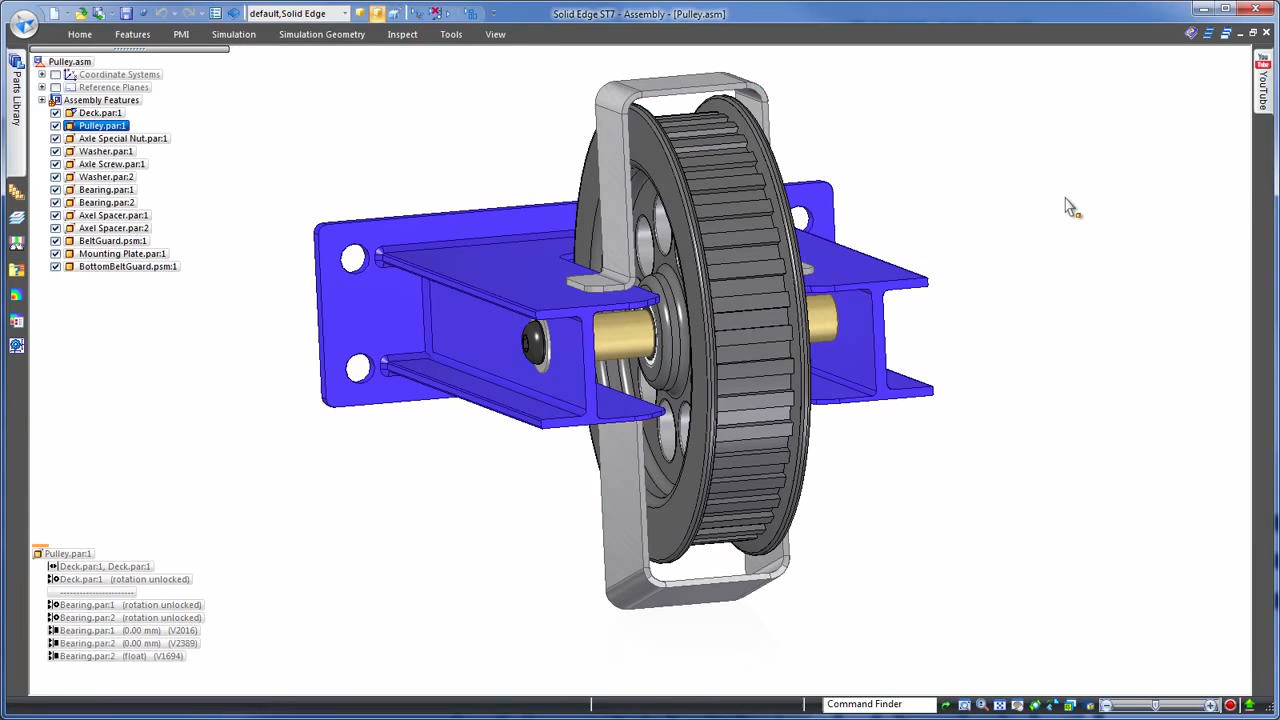 default,Solid Edge
Solid Edge ST7 - Assembly - [Pulley.asm]
Home
Features
PMI
Simulation
Simulation Geometry
Inspect
Tools
View
Parts Library
YouTube
Pulley.asm
Coordinate Systems
Reference Planes
Assembly Features
Deck.par:1
Pulley.par:1
Axle Special Nut.par:1
Washer.par:1
Axle Screw.par:1
Washer.par:2
Bearing.par:1
Bearing.par:2
Axel Spacer.par:1
Axel Spacer.par:2
BeltGuard.psm:1
Mounting Plate.par:1
BottomBeltGuard.psm:1
Pulley.par:1
Deck.par:1, Deck.par:1
Deck.par:1 (rotation unlocked)
-----------------------
Bearing.par:1 (rotation unlocked)
Bearing.par:2 (rotation unlocked)
Bearing.par:1 (0.00 mm) (V2016)
Bearing.par:2 (0.00 mm) (V2389)
Bearing.par:2 (float) (V1694)
Command Finder